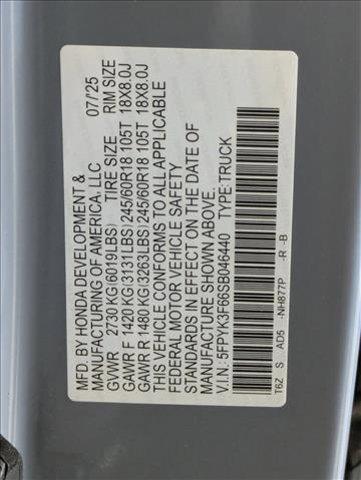 MFD. BY HONDA DEVELOPMENT & 07/'25
MANUFACTURING OF AMERICA, LLC
GVWR 2730 KG(6019LBS) TIRE SIZE RIM SIZE
GAWR F 1420 KG(3131LBS)245/60R18 105T 18X8.0J
GAWR R 1480 KG(3263LBS)245/60R18 105T 18X8.0J
THIS VEHICLE CONFORMS TO ALL APPLICABLE
FEDERAL MOTOR VEHICLE SAFETY
STANDARDS IN EFFECT ON THE DATE OF
MANUFACTURE SHOWN ABOVE.
V.I.N.: 5FPYK3F66SB046440 TYPE:TRUCK
T6Z S AD5 -NH877P -R -B